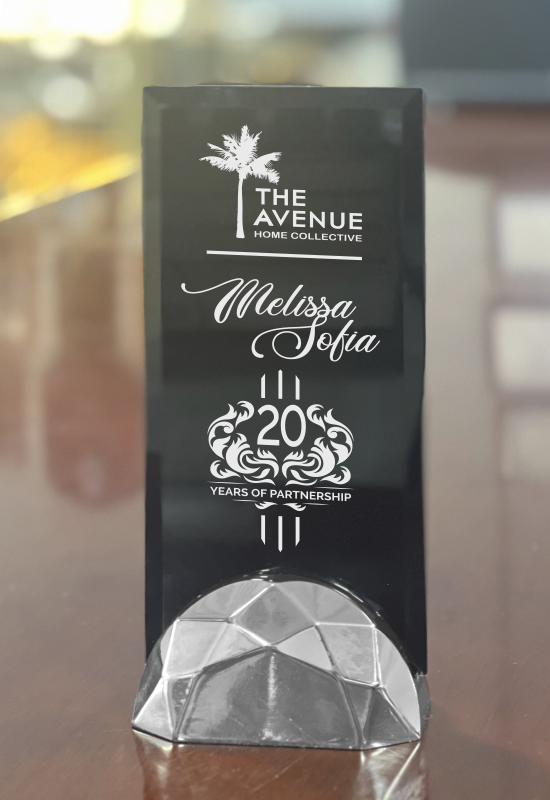 THE
AVENUE
HOME COLLECTIVE
Melissa
Sofia
20
YEARS OF PARTNERSHIP